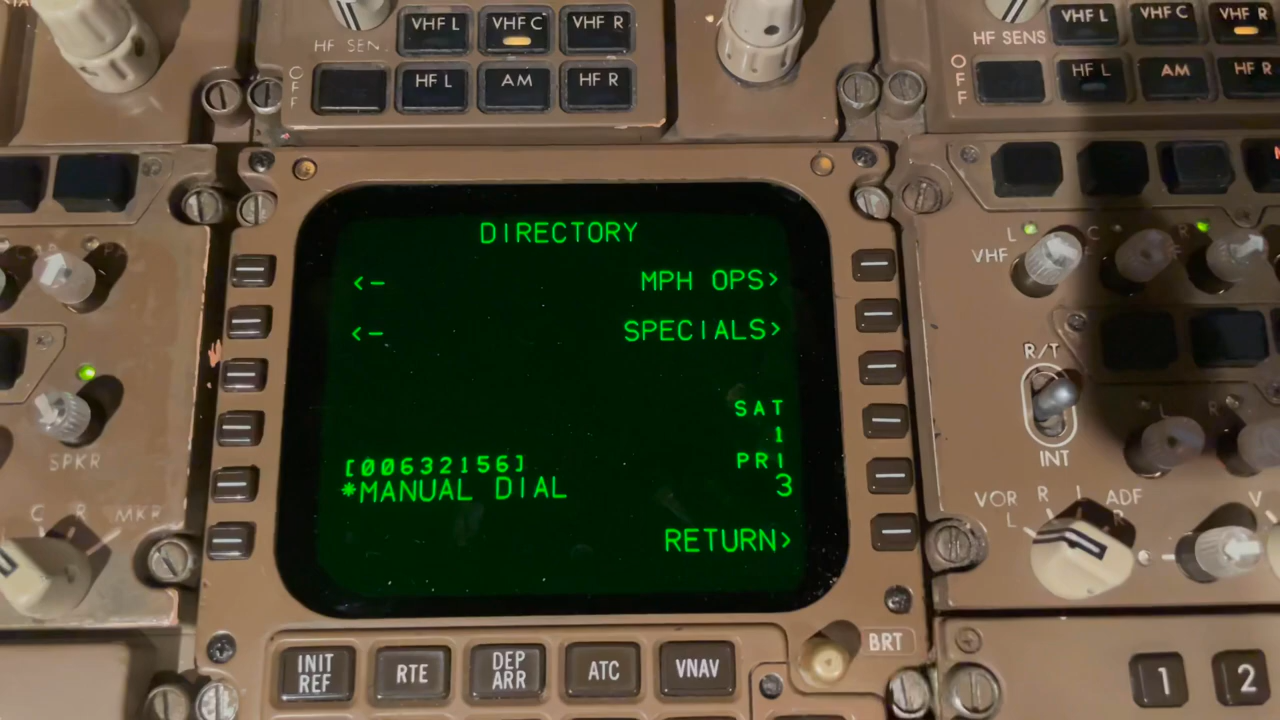 VHF L VHF C VHF R
HF SEN
OFF
HF L AM HF R
VHF L VHF C VHF R
HF SENS
OFF
HF L AM HF R
DIRECTORY
<- MPH OPS>
<- SPECIALS>
SAT
1
[00632156] PRI
*MANUAL DIAL 3
RETURN>
SPKR
C R MKR
L C R
VHF
R/T
INT
L R
VOR R L ADF
L R
V
BRT
INIT REF
RTE
DEP ARR
ATC
VNAV
1 2